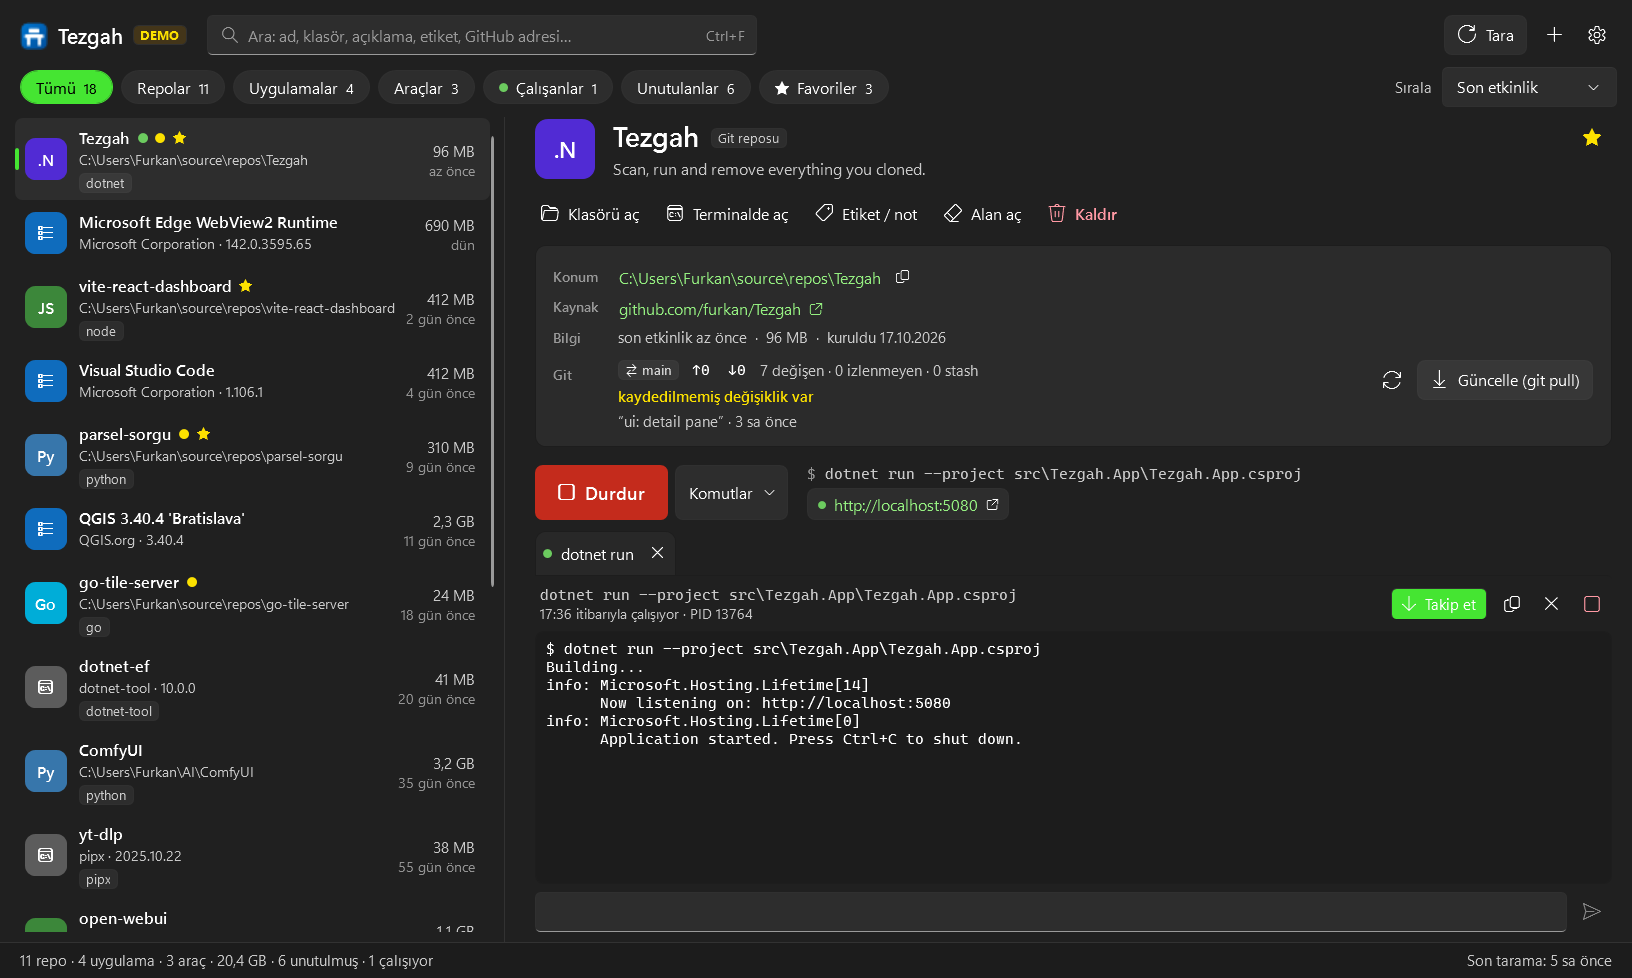 Tezgah DEMO
Ara: ad, klasör, açıklama, etiket, GitHub adresi... Ctrl+F
Tara
Tümü 18 Repolar 11 Uygulamalar 4 Araçlar 3 Çalışanlar 1 Unutulanlar 6 Favoriler 3
Sırala Son etkinlik
.N
Tezgah
C:\Users\Furkan\source\repos\Tezgah
dotnet
96 MB
az önce
Microsoft Edge WebView2 Runtime
Microsoft Corporation · 142.0.3595.65
690 MB
dün
JS
vite-react-dashboard
C:\Users\Furkan\source\repos\vite-react-dashboard
node
412 MB
2 gün önce
Visual Studio Code
Microsoft Corporation · 1.106.1
412 MB
4 gün önce
Py
parsel-sorgu
C:\Users\Furkan\source\repos\parsel-sorgu
python
310 MB
9 gün önce
QGIS 3.40.4 'Bratislava'
QGIS.org · 3.40.4
2,3 GB
11 gün önce
Go
go-tile-server
C:\Users\Furkan\source\repos\go-tile-server
go
24 MB
18 gün önce
dotnet-ef
dotnet-tool · 10.0.0
dotnet-tool
41 MB
20 gün önce
Py
ComfyUI
C:\Users\Furkan\AI\ComfyUI
python
3,2 GB
35 gün önce
yt-dlp
pipx · 2025.10.22
pipx
38 MB
55 gün önce
open-webui
1,1 GB
.N
Tezgah Git reposu
Scan, run and remove everything you cloned.
Klasörü aç Terminalde aç Etiket / not Alan aç Kaldır
Konum C:\Users\Furkan\source\repos\Tezgah
Kaynak github.com/furkan/Tezgah
Bilgi son etkinlik az önce · 96 MB · kuruldu 17.10.2026
Git main ↑0 ↓0 7 değişen · 0 izlenmeyen · 0 stash
kaydedilmemiş değişiklik var
“ui: detail pane” · 3 sa önce
Güncelle (git pull)
Durdur Komutlar
$ dotnet run --project src\Tezgah.App\Tezgah.App.csproj
http://localhost:5080
dotnet run
dotnet run --project src\Tezgah.App\Tezgah.App.csproj
17:36 itibarıyla çalışıyor · PID 13764
Takip et
$ dotnet run --project src\Tezgah.App\Tezgah.App.csproj
Building...
info: Microsoft.Hosting.Lifetime[14]
Now listening on: http://localhost:5080
info: Microsoft.Hosting.Lifetime[0]
Application started. Press Ctrl+C to shut down.
11 repo · 4 uygulama · 3 araç · 20,4 GB · 6 unutulmuş · 1 çalışıyor
Son tarama: 5 sa önce